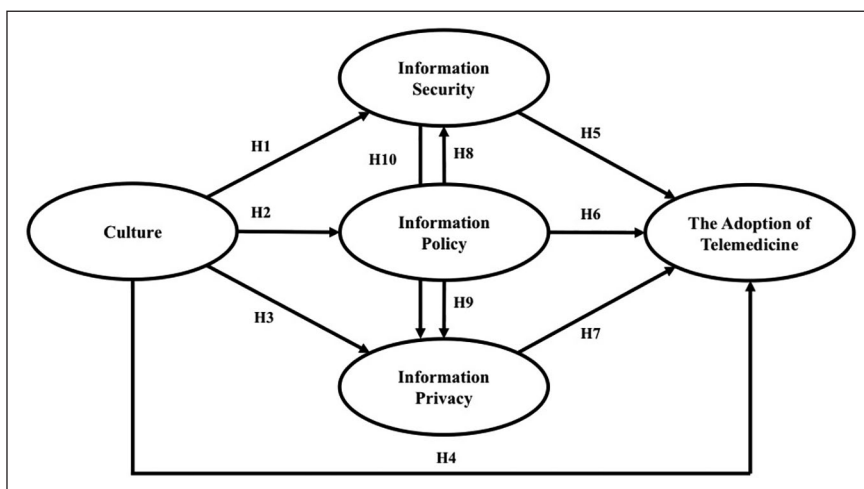 Information
Security
H1
H10
H8
H5
Culture
H2
Information
Policy
H6
The Adoption of
Telemedicine
H3
H9
H7
Information
Privacy
H4